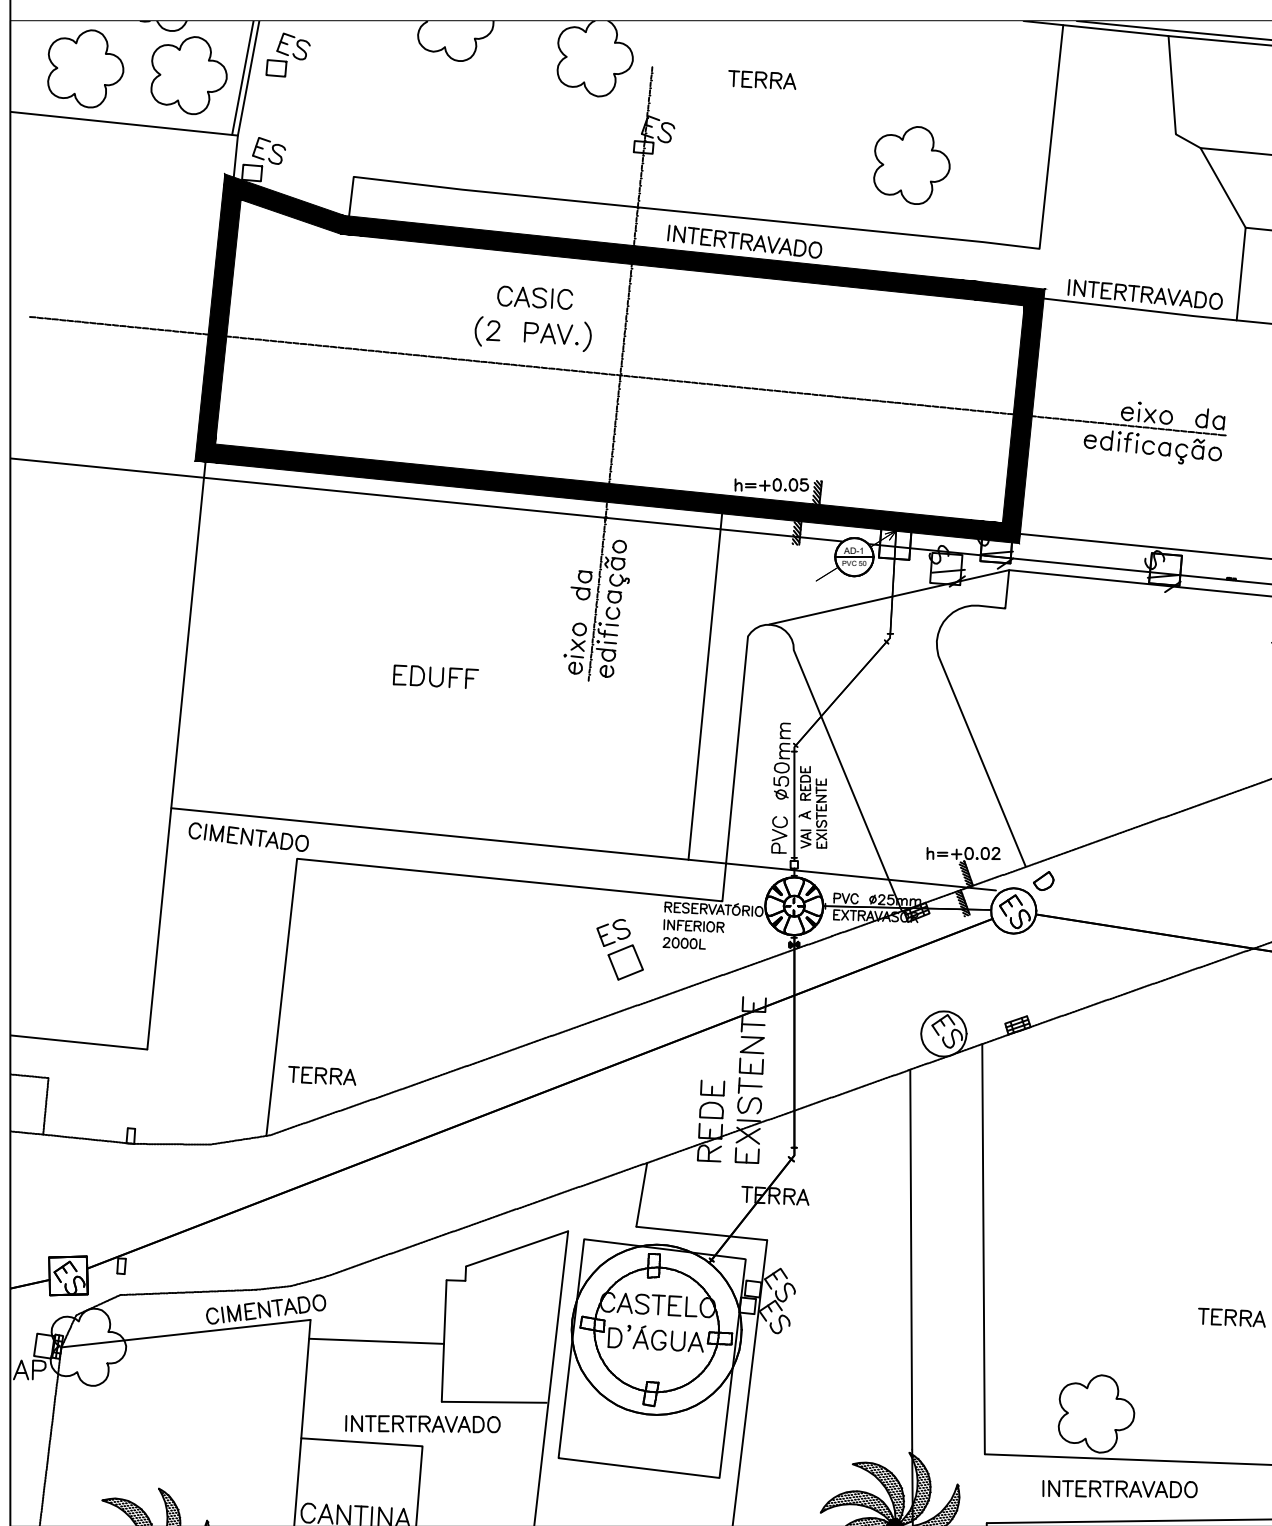 ES
TERRA
ES
ES
INTERTRAVADO
INTERTRAVADO
CASIC
(2 PAV.)
eixo da
edificação
h=+0.05
AD-1
PVC 50
S
S
eixo da
edificação
EDUFF
PVC ø50mm
VAI À REDE
EXISTENTE
CIMENTADO
h=+0.02
D
RESERVATÓRIO
INFERIOR
2000L
PVC ø25mm
EXTRAVASOR
ES
ES
ES
REDE
EXISTENTE
TERRA
TERRA
ES
CIMENTADO
AP
CASTELO
D'ÁGUA
ES
ES
TERRA
INTERTRAVADO
CANTINA
INTERTRAVADO